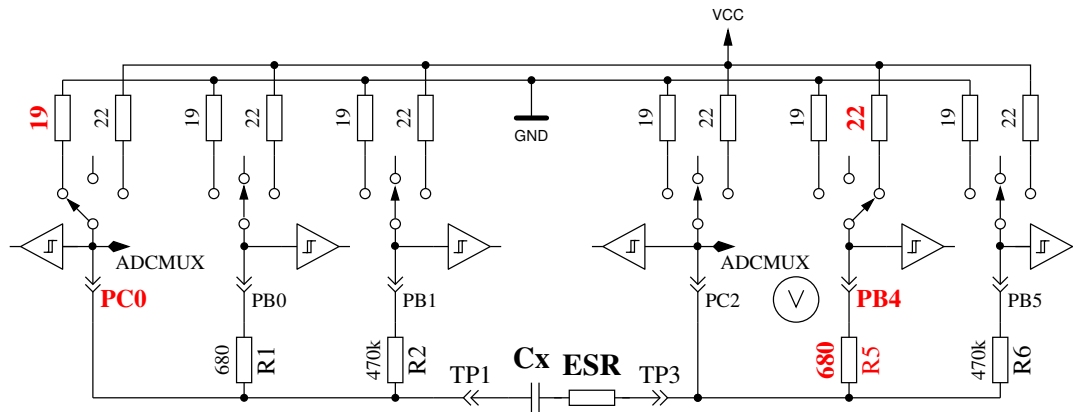 VCC
19
22
19
22
19
22
GND
19
22
19
22
19
22
ADCMUX
ADCMUX
PC0
PB0
PB1
PC2
V
PB4
PB5
680
R1
470k
R2
680
R5
470k
R6
TP1
Cx
ESR
TP3